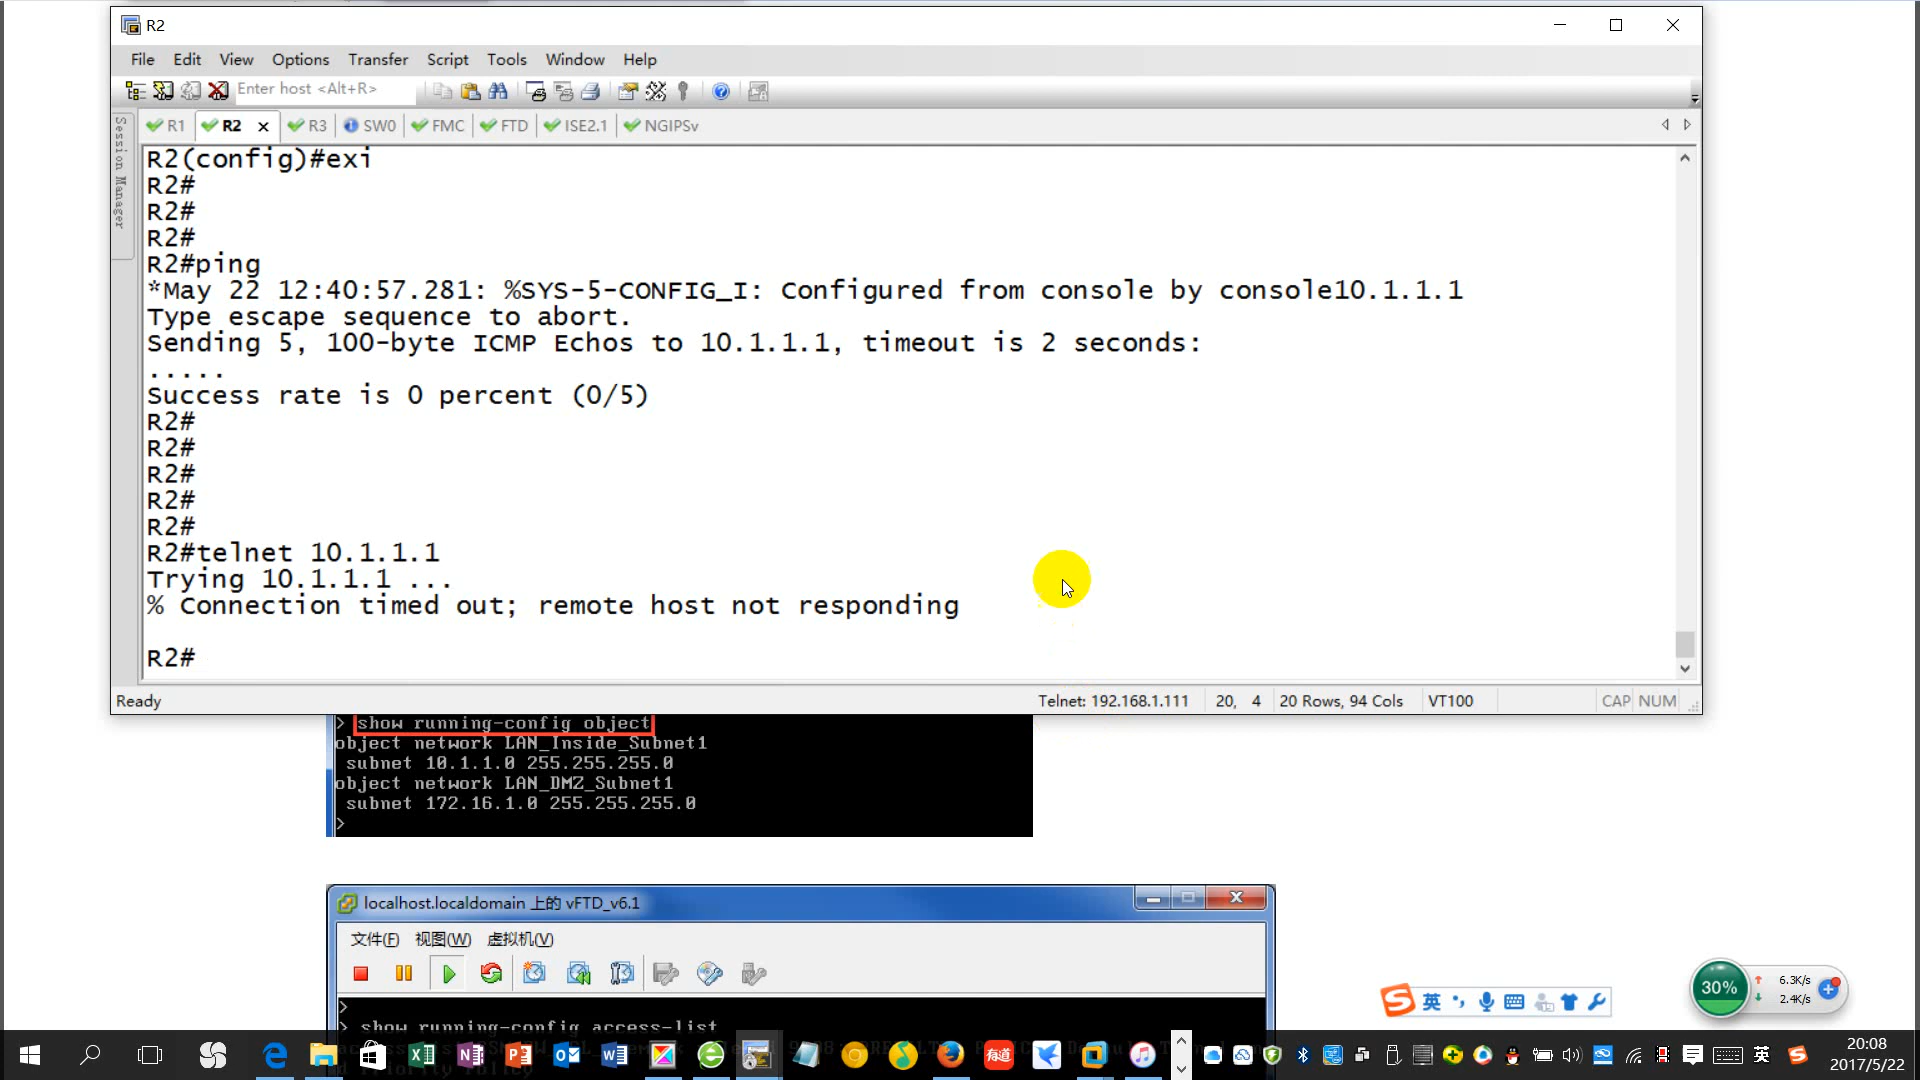 R2
File Edit View Options Transfer Script Tools Window Help
Enter host <Alt+R>
Session Manager
R1 R2 R3 SW0 FMC FTD ISE2.1 NGIPSv
R2(config)#exi
R2#
R2#
R2#
R2#ping
*May 22 12:40:57.281: %SYS-5-CONFIG_I: Configured from console by console10.1.1.1
Type escape sequence to abort.
Sending 5, 100-byte ICMP Echos to 10.1.1.1, timeout is 2 seconds:
.....
Success rate is 0 percent (0/5)
R2#
R2#
R2#
R2#
R2#
R2#telnet 10.1.1.1
Trying 10.1.1.1 ...
% Connection timed out; remote host not responding
R2#
Ready Telnet: 192.168.1.111 20, 4 20 Rows, 94 Cols VT100 CAP NUM
> show running-config object
object network LAN_Inside_Subnet1
subnet 10.1.1.0 255.255.255.0
object network LAN_DMZ_Subnet1
subnet 172.16.1.0 255.255.255.0
>
localhost.localdomain 上的 vFTD_v6.1
文件(F) 视图(W) 虚拟机(V)
>
> show running-config access-list
英
30% 6.3K/s
2.4K/s
有道
英
20:08
2017/5/22